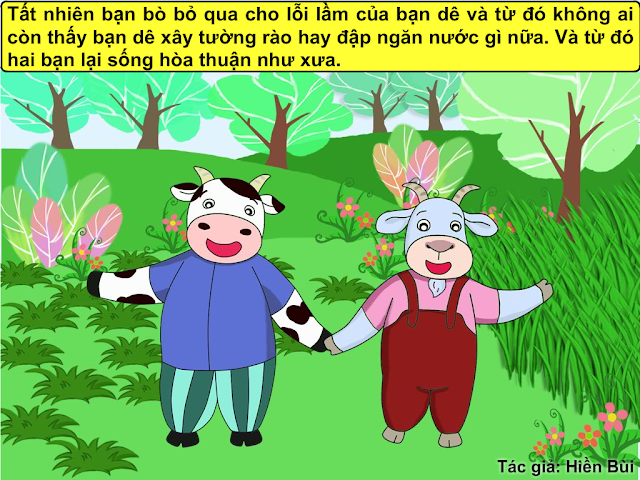 Tất nhiên bạn bò bỏ qua cho lỗi lầm của bạn dê và từ đó không ai
còn thấy bạn dê xây tường rào hay đập ngăn nước gì nữa. Và từ đó
hai bạn lại sống hòa thuận như xưa.
Tác giả: Hiền Bùi